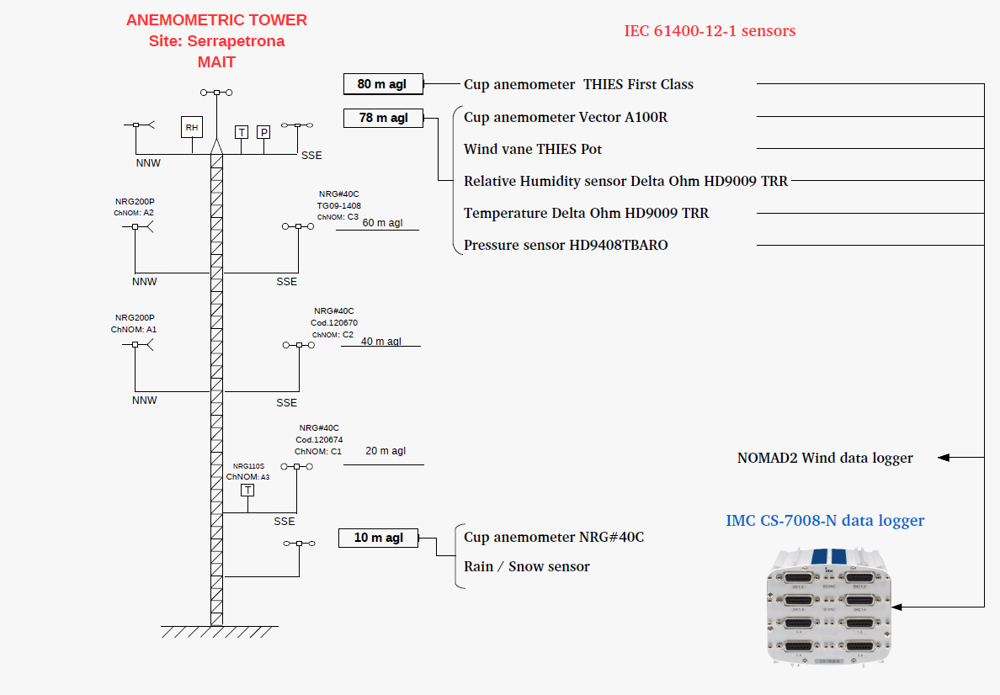 ANEMOMETRIC TOWER
Site: Serrapetrona
MAIT
IEC 61400-12-1 sensors
80 m agl
Cup anemometer THIES First Class
78 m agl
Cup anemometer Vector A100R
Wind vane THIES Pot
Relative Humidity sensor Delta Ohm HD9009 TRR
Temperature Delta Ohm HD9009 TRR
Pressure sensor HD9408TBARO
RH
T
P
NNW
SSE
NRG200P
ChNOM: A2
NRG#40C
TG09-1408
ChNOM: C3
60 m agl
NNW
SSE
NRG200P
ChNOM: A1
NRG#40C
Cod.120670
ChNOM: C2
40 m agl
NNW
SSE
NRG#40C
Cod.120674
ChNOM: C1
20 m agl
NRG110S
ChNOM: A3
T
SSE
10 m agl
Cup anemometer NRG#40C
Rain / Snow sensor
NOMAD2 Wind data logger
IMC CS-7008-N data logger
imc
CS-7008-N